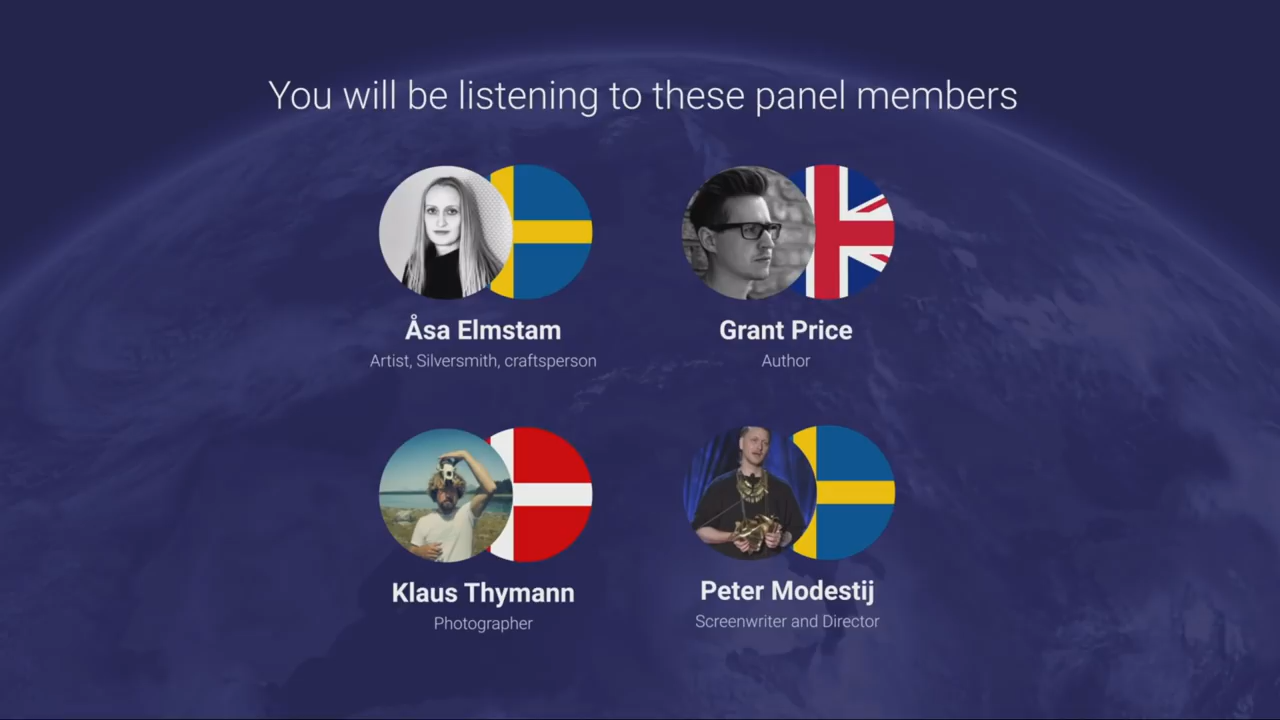 You will be listening to these panel members
Åsa Elmstam
Artist, Silversmith, craftsperson
Grant Price
Author
Klaus Thymann
Photographer
Peter Modestij
Screenwriter and Director